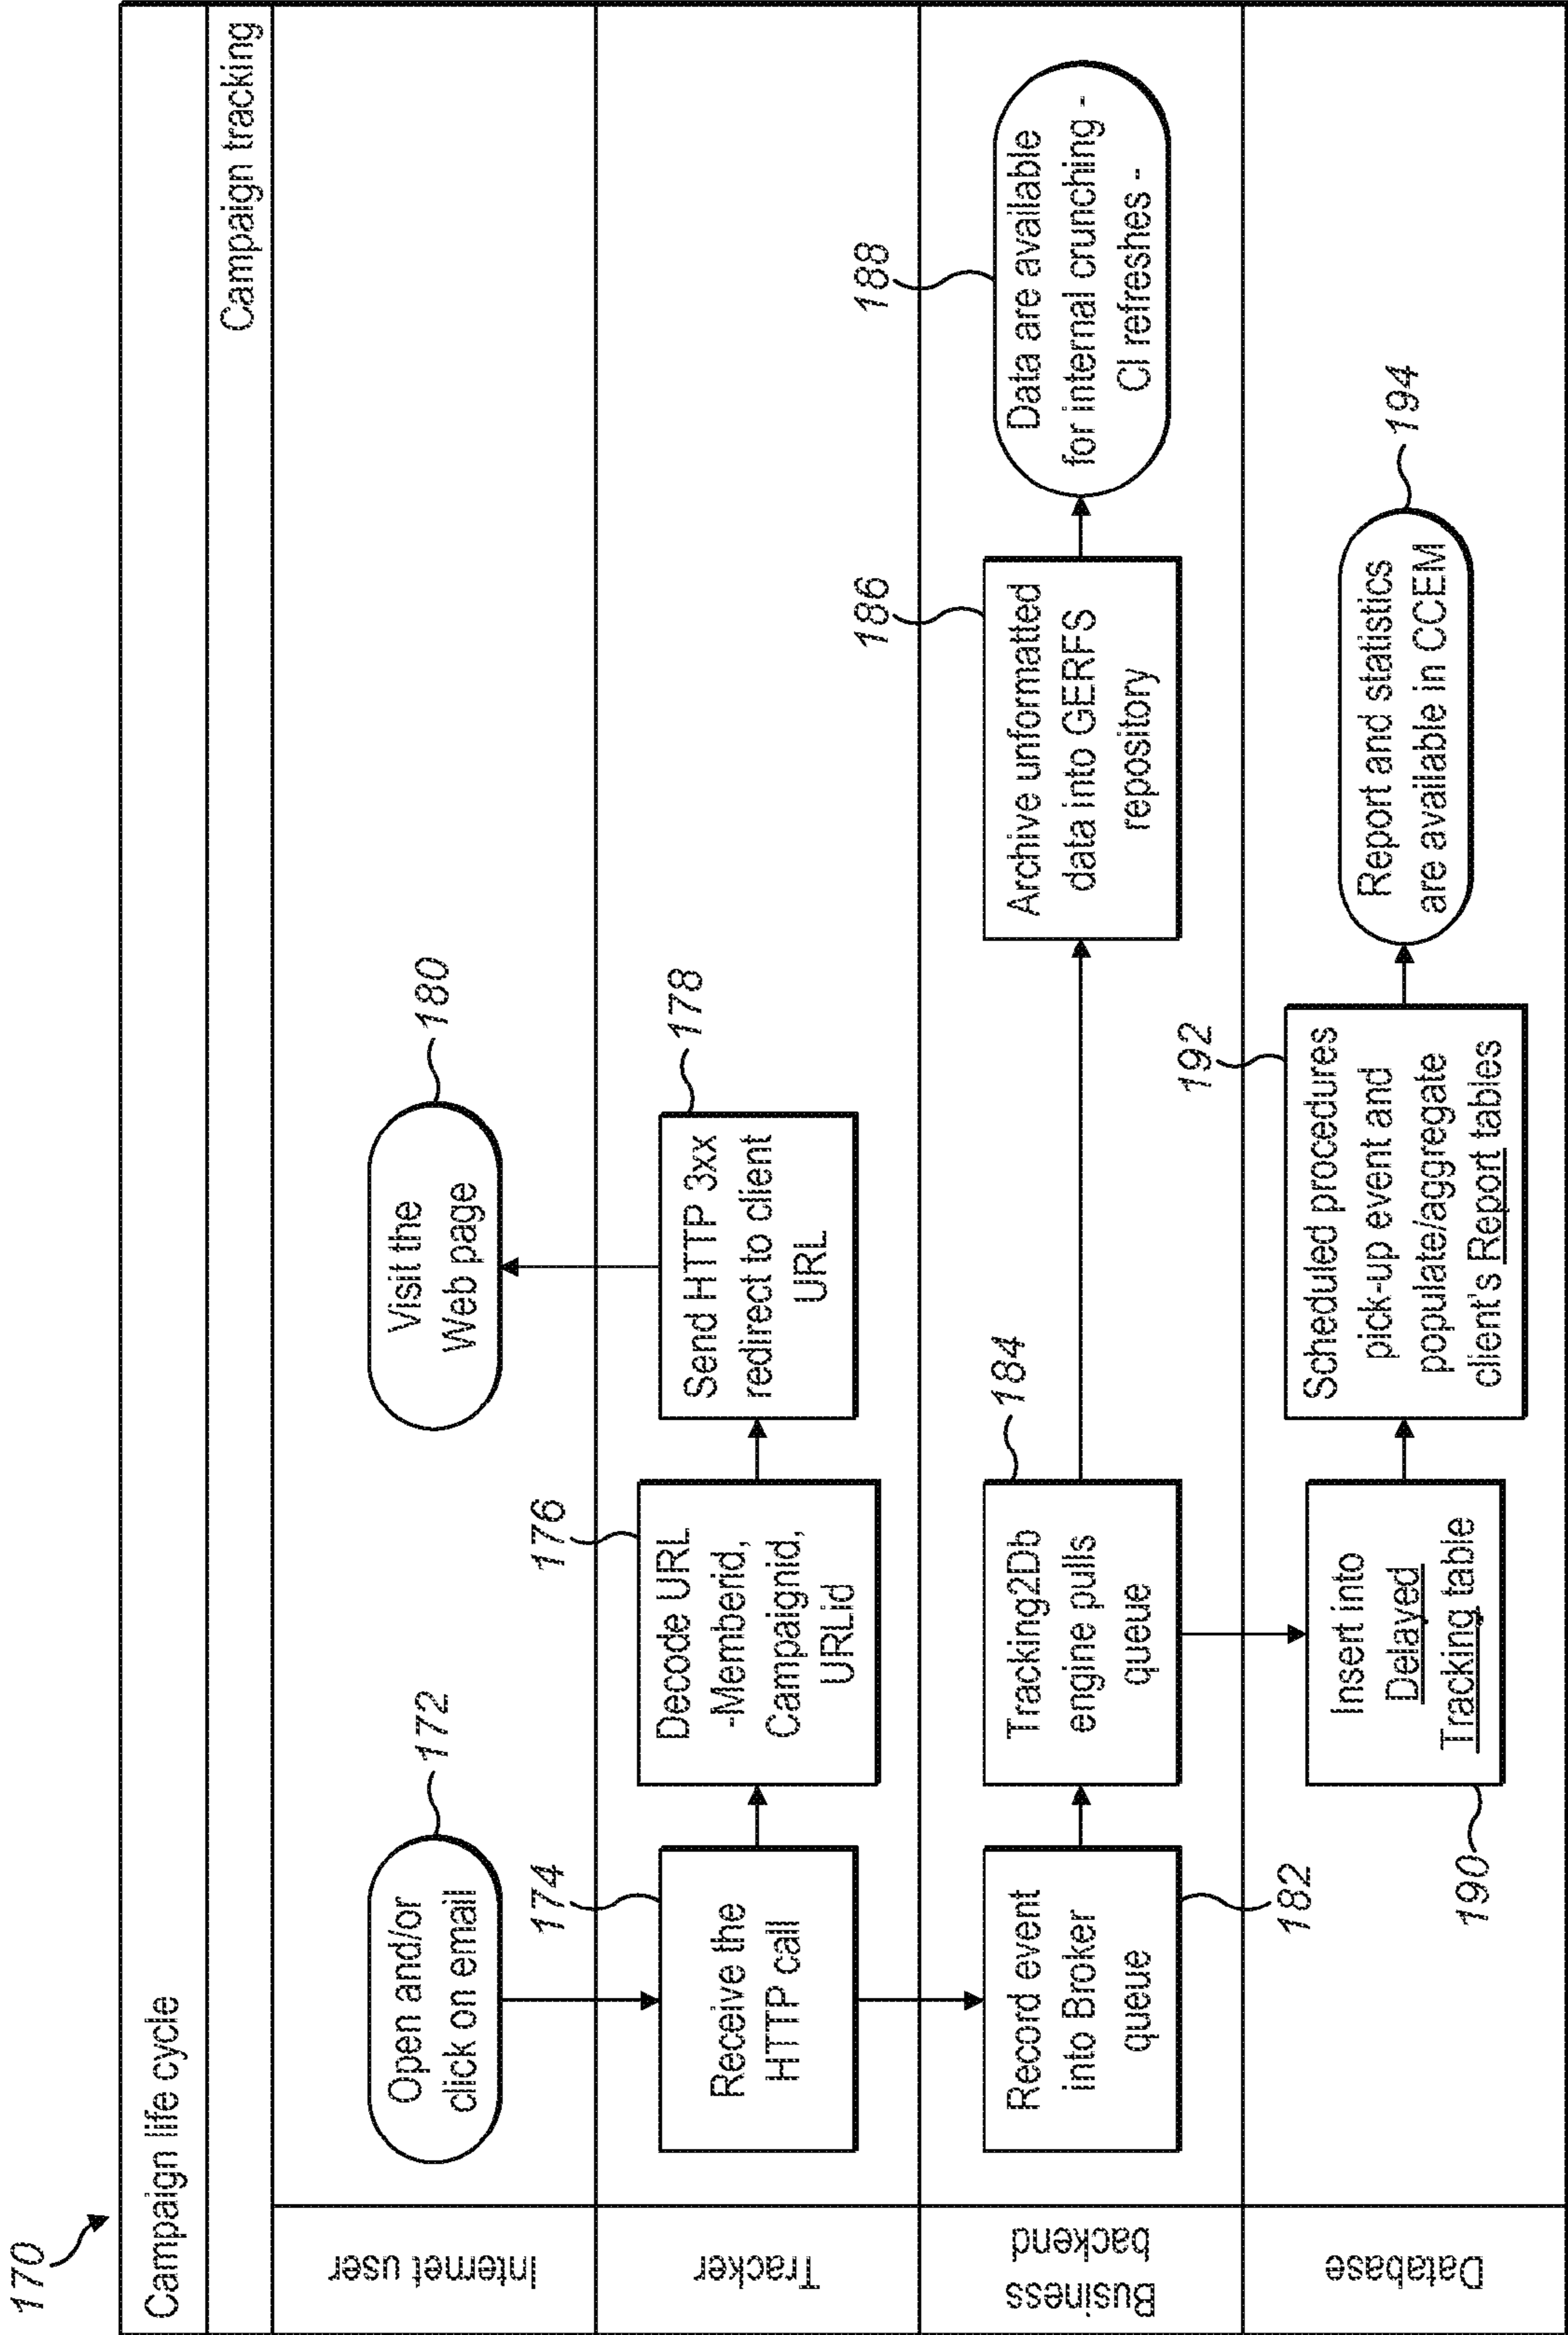 170
Campaign life cycle
Campaign tracking
Internet user
Open and/or
click on email
172
Visit the
Web page
180
Tracker
174
Receive the
HTTP call
176
Decode URL
-Memberid,
Campaignid,
URLid
Send HTTP 3xx
redirect to client
URL
178
Business
backend
Record event
into Broker
queue
182
Tracking2Db
engine pulls
queue
184
186
Archive unformatted
data into GERFS
repository
188
Data are available
for internal crunching -
CI refreshes -
Database
190
Insert into
Delayed
Tracking table
192
Scheduled procedures
pick-up event and
populate/aggregate
client's Report tables
Report and statistics
are available in CCEM
194